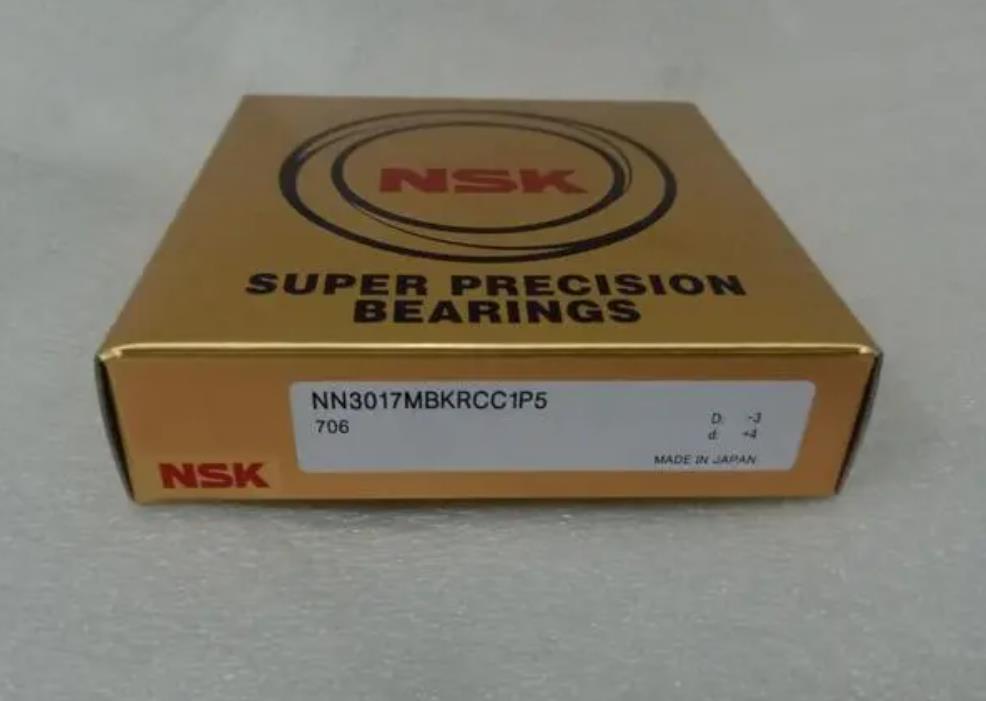 NSK
SUPER PRECISION
BEARINGS
NN3017MBKRCC1P5
706
D: -3
d: +4
MADE IN JAPAN
NSK